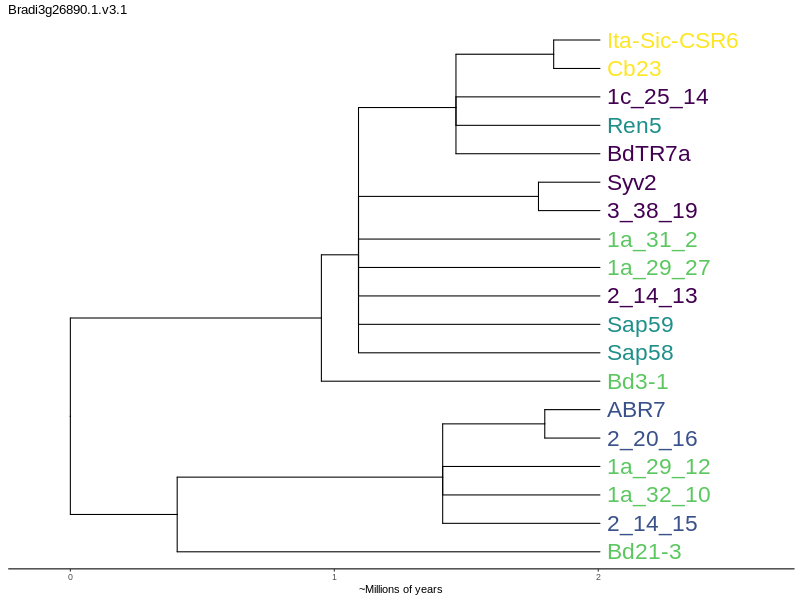 Bradi3g26890.1.v3.1
Ita-Sic-CSR6
Cb23
1c_25_14
Ren5
BdTR7a
Syv2
3_38_19
1a_31_2
1a_29_27
2_14_13
Sap59
Sap58
Bd3-1
ABR7
2_20_16
1a_29_12
1a_32_10
2_14_15
Bd21-3
0 1 2
~Millions of years